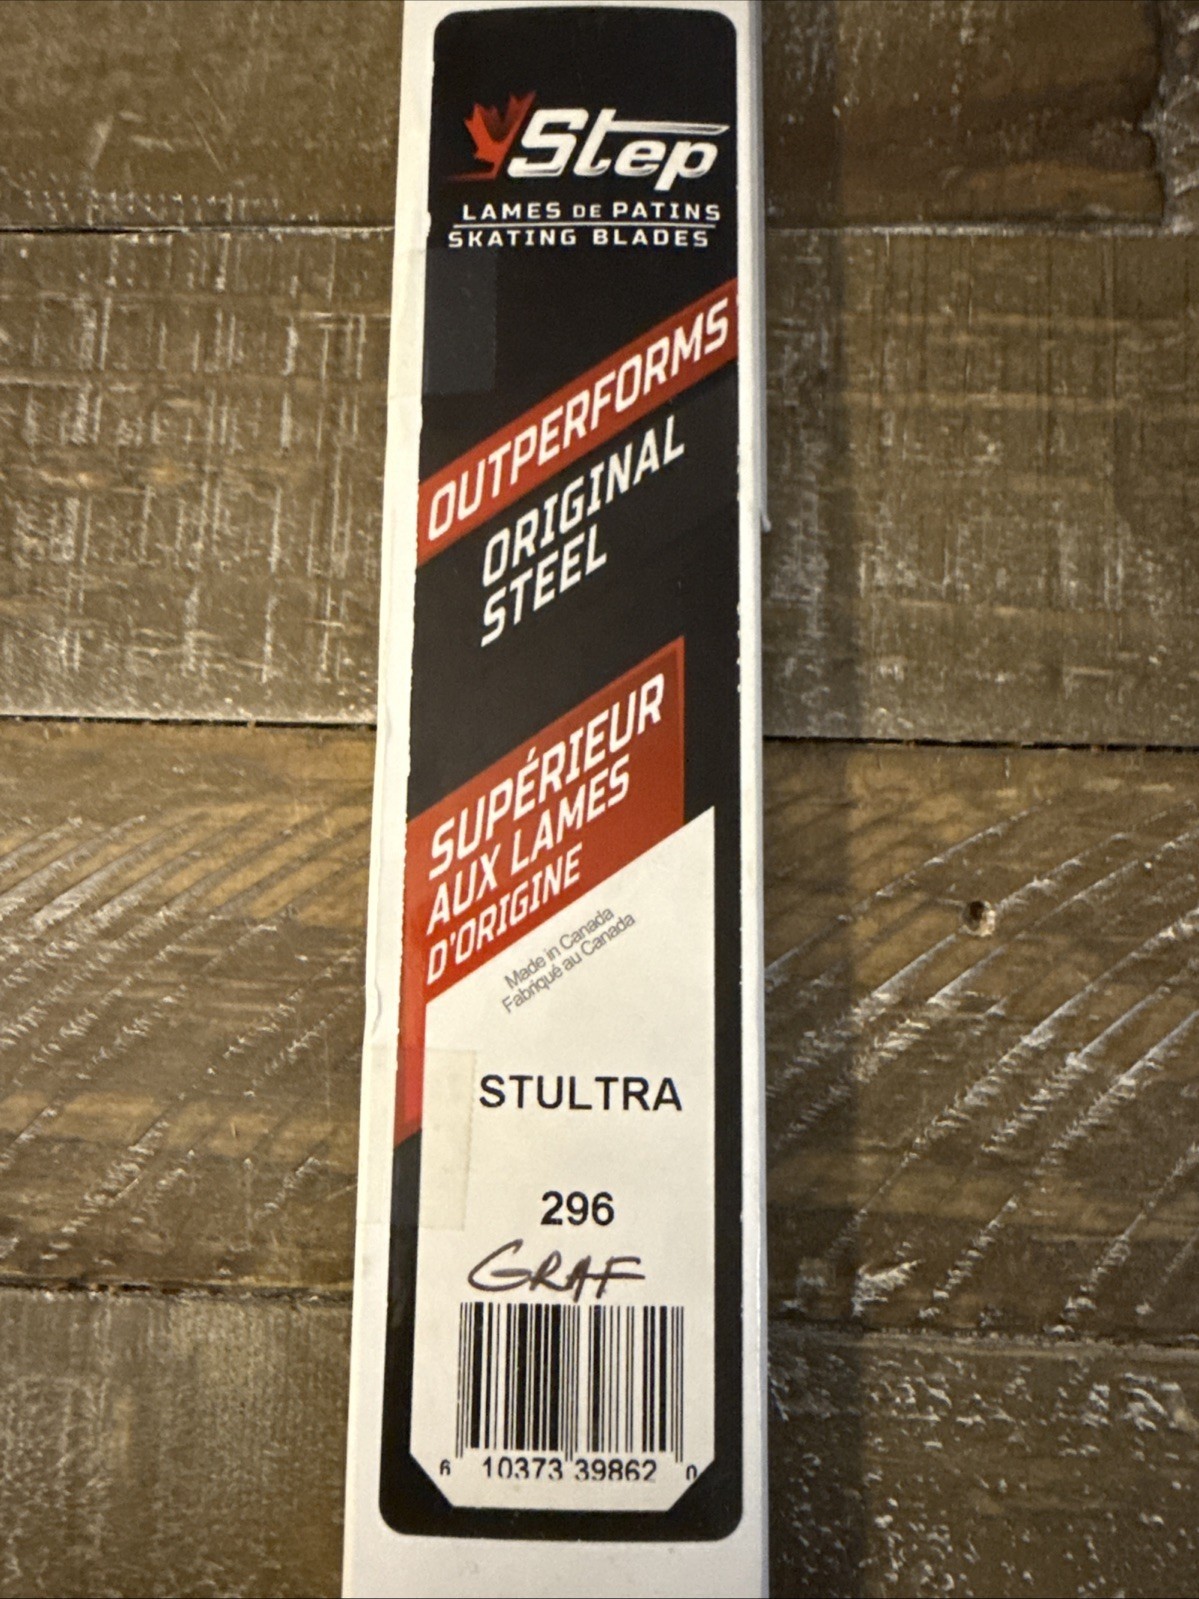 Step
LAMES DE PATINS
SKATING BLADES
OUTPERFORMS
ORIGINAL
STEEL
SUPÉRIEUR
AUX LAMES
D'ORIGINE
Made in Canada
Fabriqué au Canada
STULTRA
296
GRAF
6 10373 39862 0